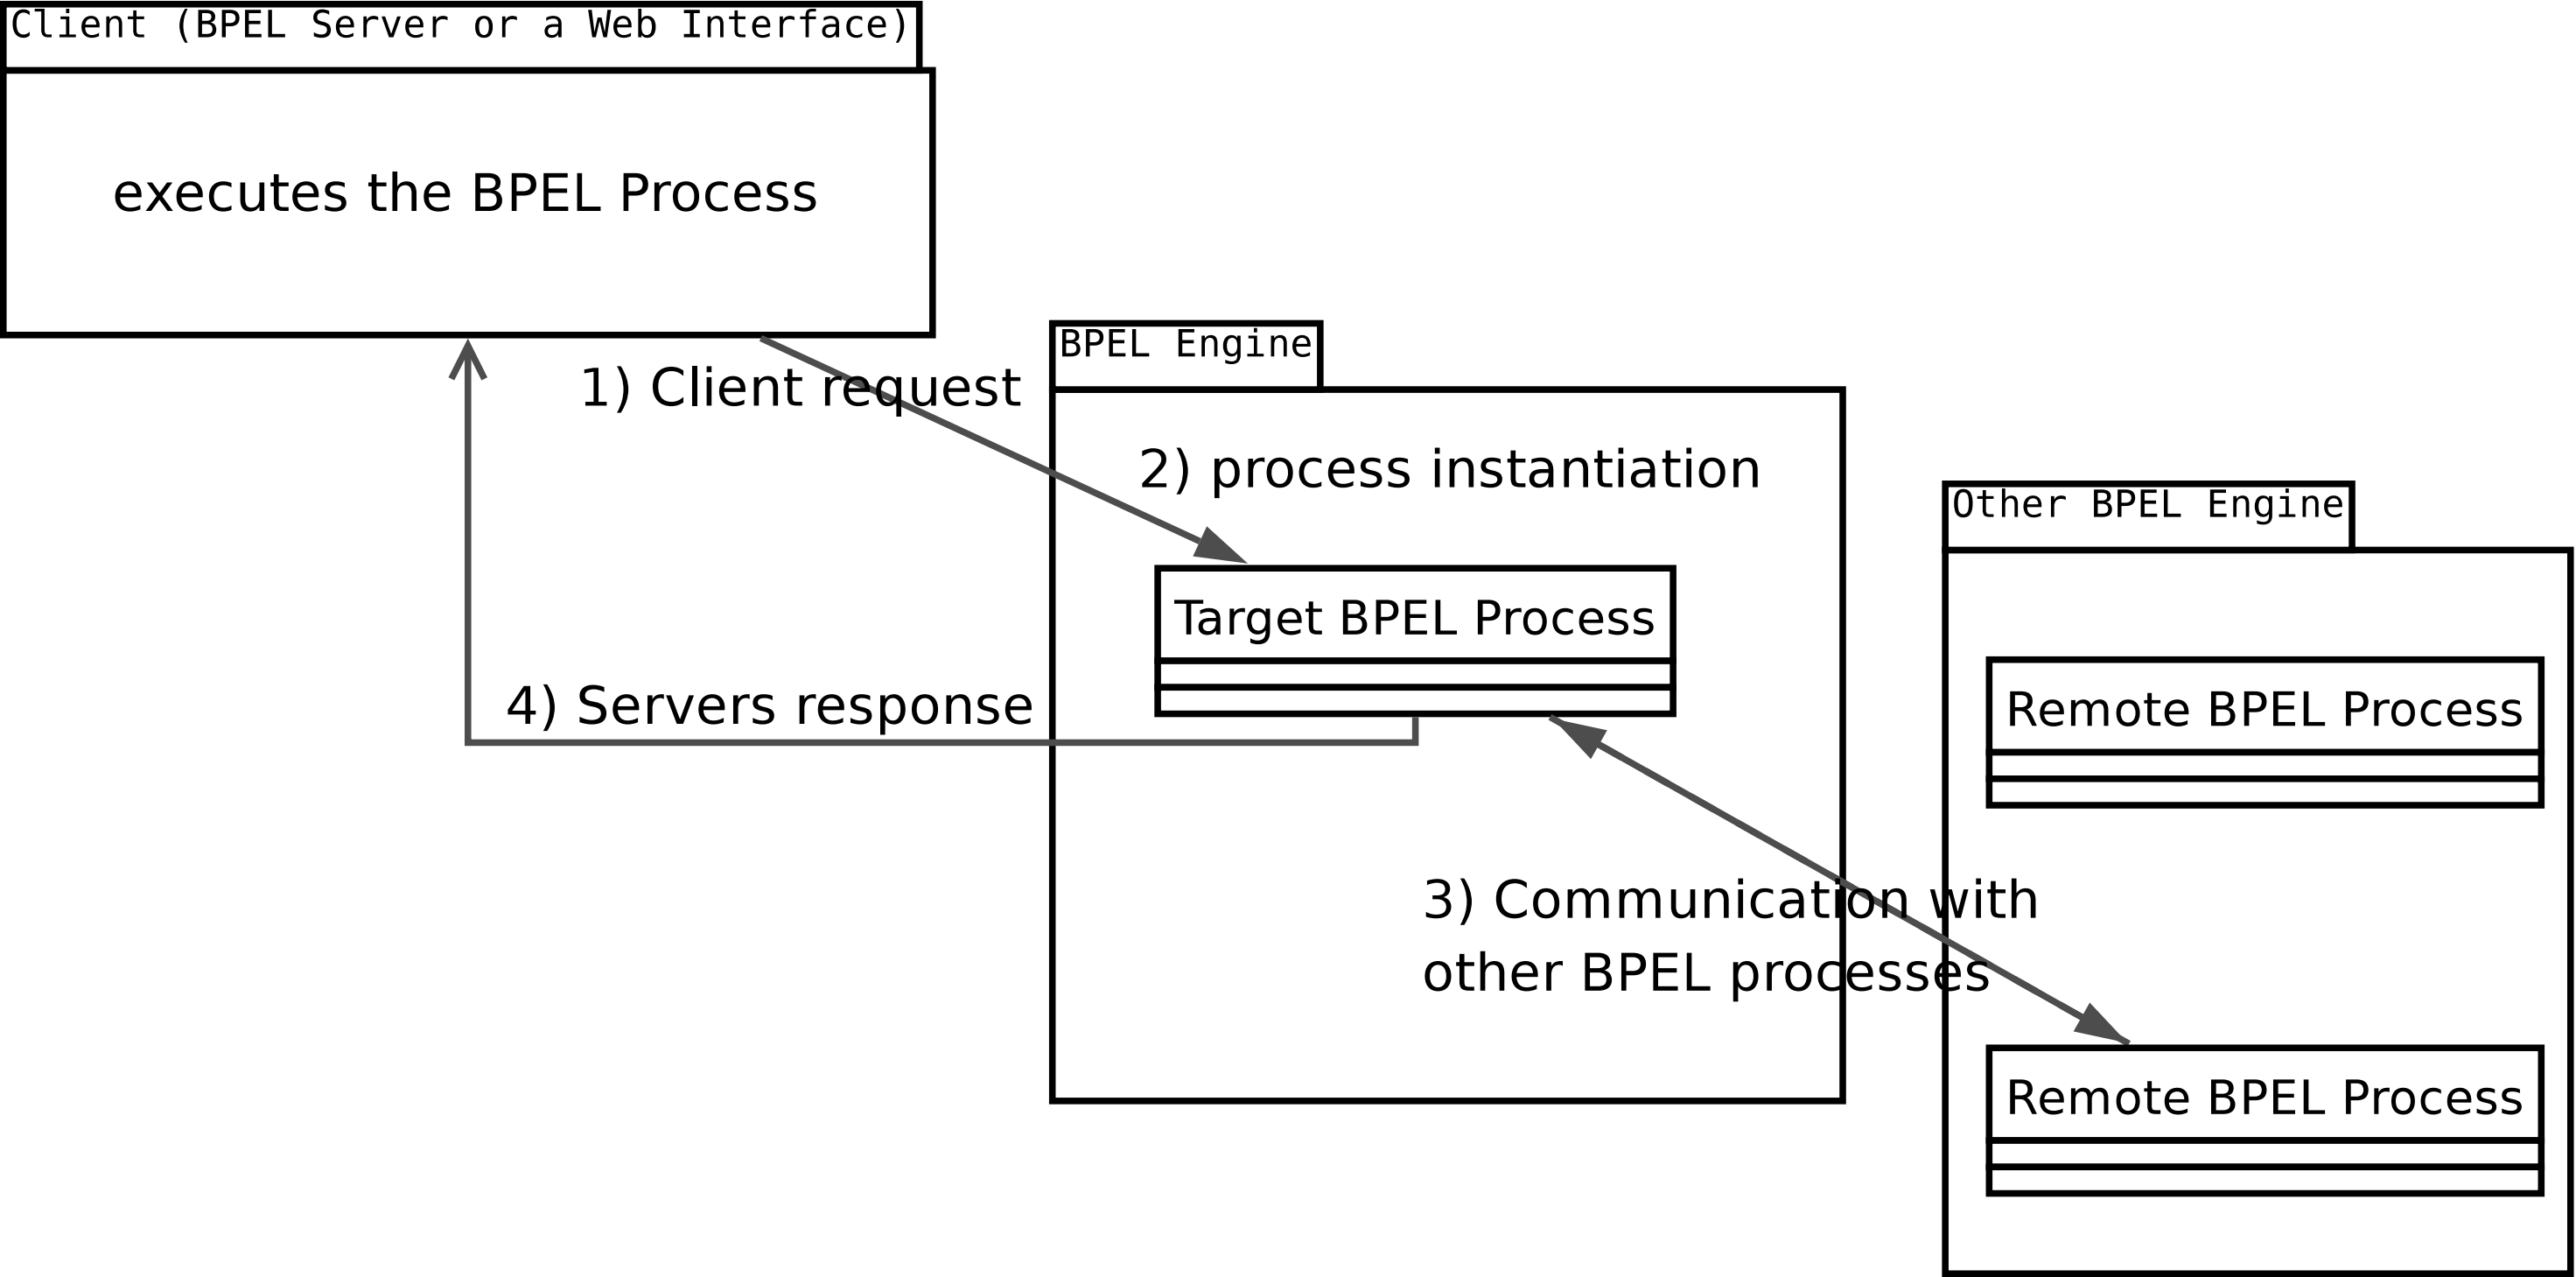 Client (BPEL Server or a Web Interface)
executes the BPEL Process
1) Client request
BPEL Engine
2) process instantiation
Target BPEL Process
4) Servers response
3) Communication with
other BPEL processes
Other BPEL Engine
Remote BPEL Process
Remote BPEL Process